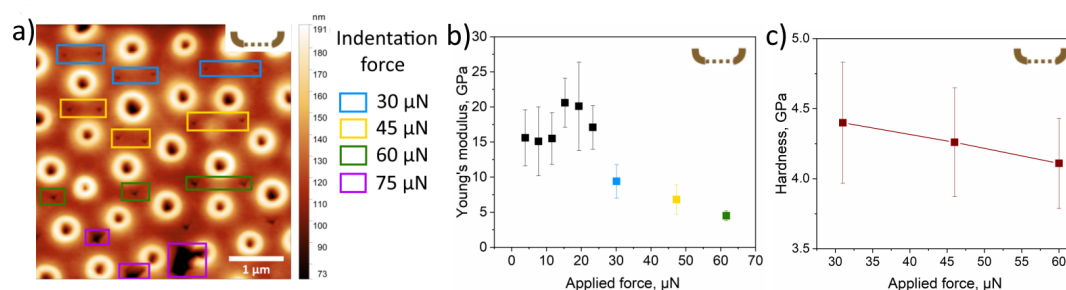 a)
nm
191
180
160
140
120
110
100
90
73
1 µm
Indentation
force
30 µN
45 µN
60 µN
75 µN
b)
Young's modulus, GPa
30
25
20
15
10
5
0
0 10 20 30 40 50 60 70
Applied force, µN
c)
Hardness, GPa
5.0
4.5
4.0
3.5
30 35 40 45 50 55 60
Applied force, µN